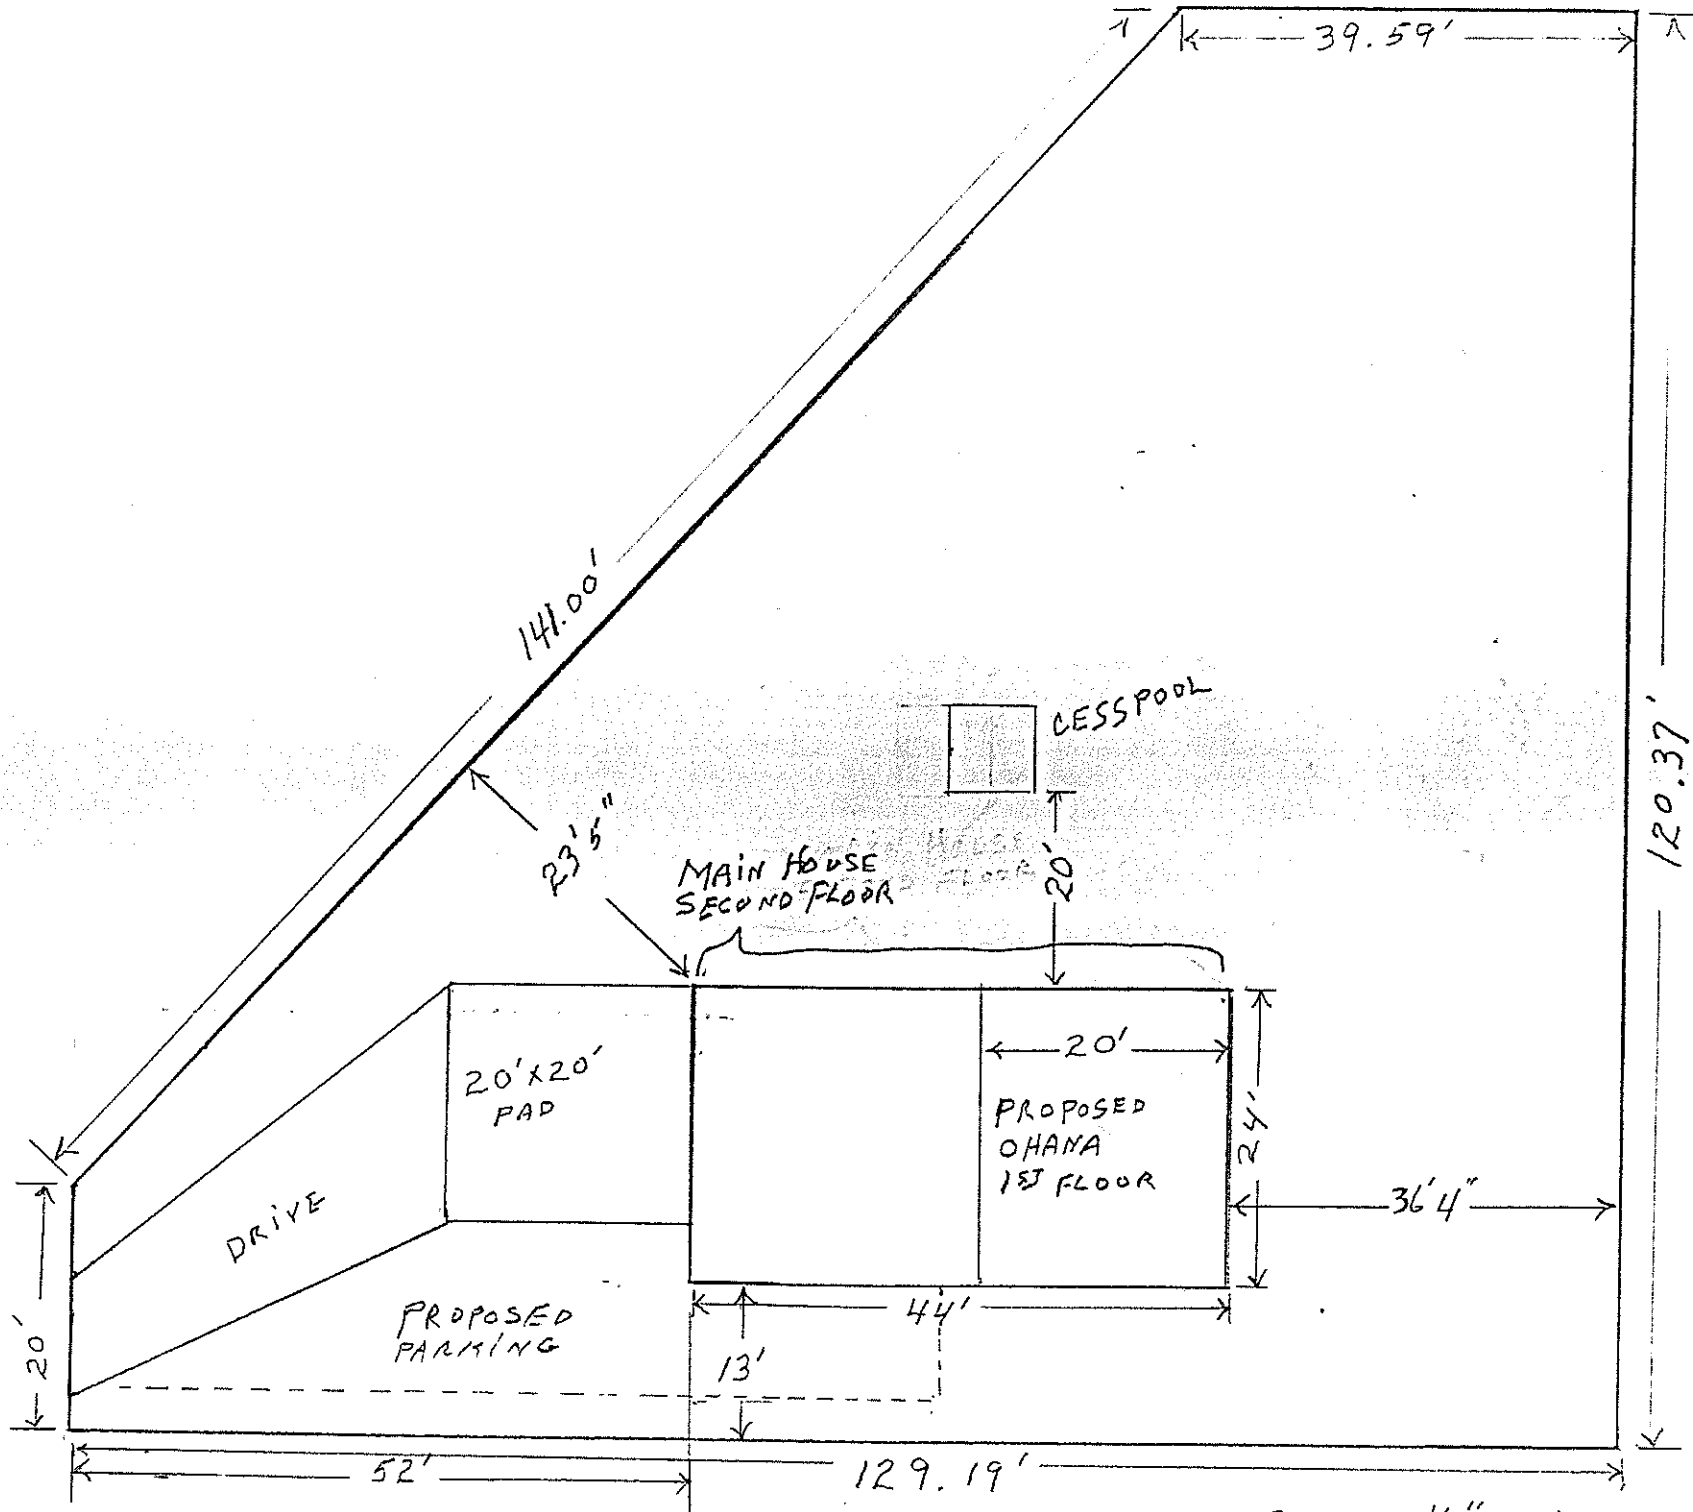 39.59'
141.00'
CESSPOOL
120.37'
23'5"
MAIN HOUSE
SECOND FLOOR
20'
20'X20'
PAD
20'
PROPOSED
OHANA
1ST FLOOR
24'
36'4"
DRIVE
PROPOSED
PARKING
44'
13'
20'
52'
129.19'